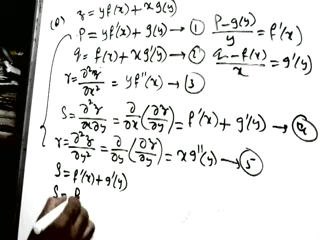 (P) z = yf(x) + xg(y)
P = yf'(x) + g(y) → ① P - g(y) / y = f'(x)
q = f(x) + xg'(y) → ② q - f(x) / x = g'(y)
r = ∂²z/∂x² = yf''(x) → ③
S = ∂²z/∂x∂y = ∂/∂x (∂z/∂y) = f'(x) + g'(y) → ④
r = ∂²z/∂y² = ∂/∂y (∂z/∂y) = xg''(y) → ⑤
S = f'(x) + g'(y)
S = P